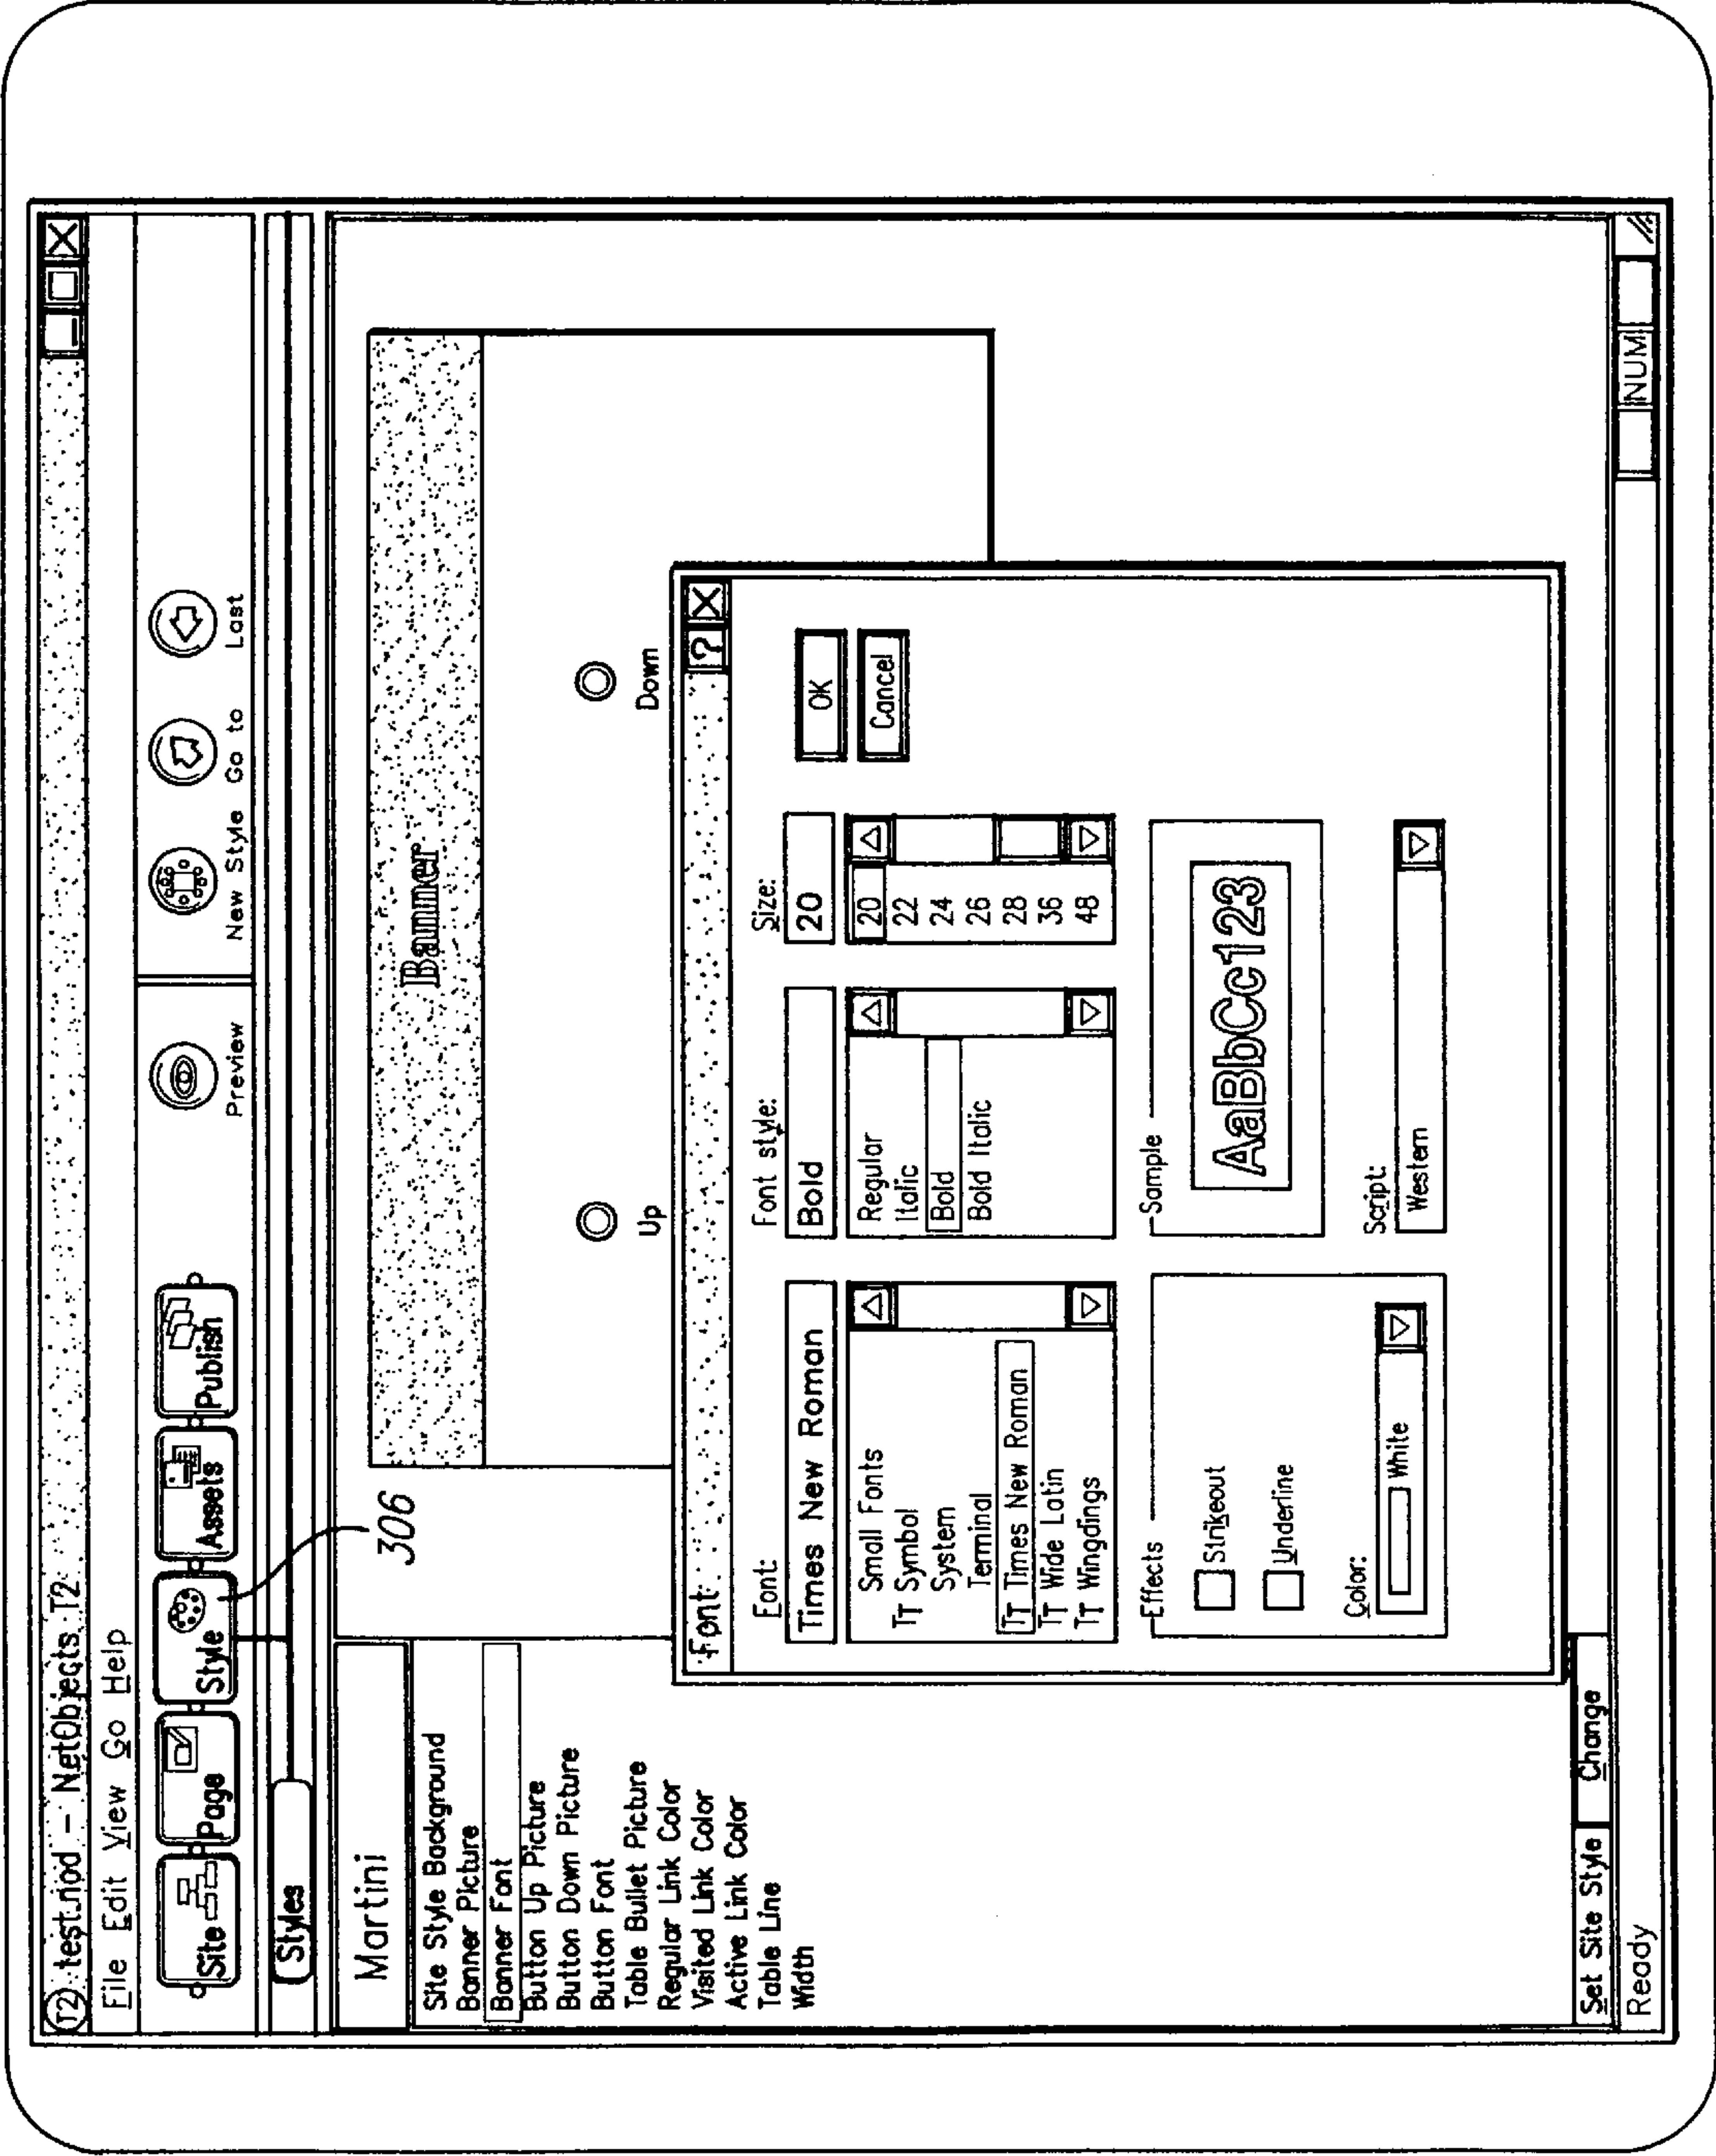 T2 test.nod - NetObjects T2
File Edit View Go Help
Site Page Style Assets Publish
Preview New Style Go to Last
Styles
306
Martini
Site Style Background
Banner Picture
Banner Font
Button Up Picture
Button Down Picture
Button Font
Table Bullet Picture
Regular Link Color
Visited Link Color
Active Link Color
Table Line
Width
Banner
Up Down
Font ? X
Font: Font style: Size:
Times New Roman Bold 20 OK
Cancel
Small Fonts
Tт Symbol
System
Terminal
Tт Times New Roman
Tт Wide Latin
Tт Wingdings
Regular
Italic
Bold
Bold Italic
20
22
24
26
28
36
48
Effects
Strikeout
Underline
Color:
White
Sample
AaBbCc123
Script:
Western
Set Site Style Change
Ready NUM